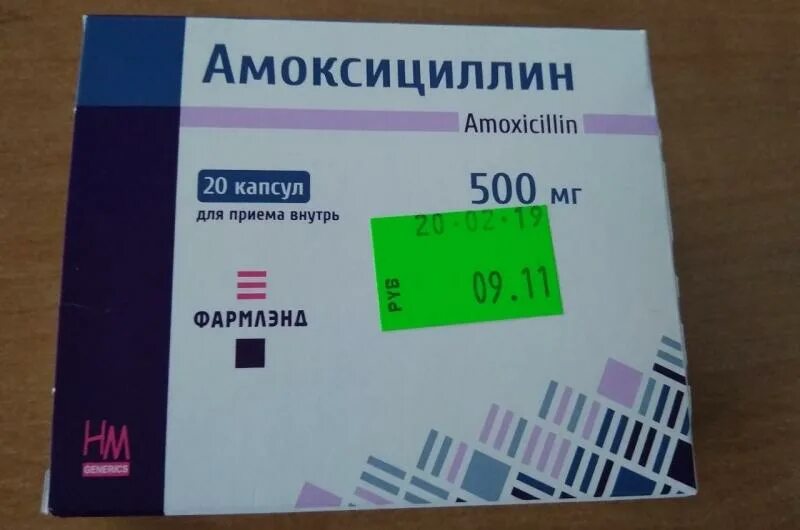 Амоксициллин
Amoxicillin
20 капсул
для приема внутрь
500 мг
20·02·19
РУБ
09.11
ФАРМЛЭНД
HM
GENERICS